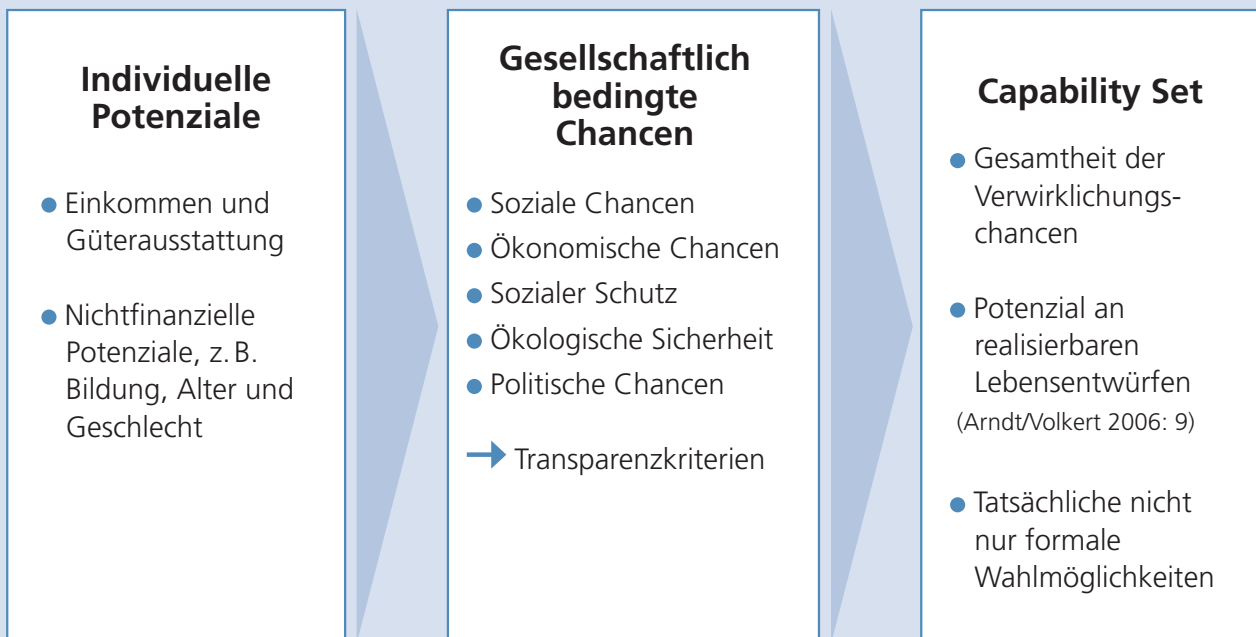 Individuelle
Potenziale
● Einkommen und
Güterausstattung
● Nichtfinanzielle
Potenziale, z. B.
Bildung, Alter und
Geschlecht
Gesellschaftlich
bedingte
Chancen
● Soziale Chancen
● Ökonomische Chancen
● Sozialer Schutz
● Ökologische Sicherheit
● Politische Chancen
→ Transparenzkriterien
Capability Set
● Gesamtheit der
Verwirklichungs-
chancen
● Potenzial an
realisierbaren
Lebensentwürfen
(Arndt/Volkert 2006: 9)
● Tatsächliche nicht
nur formale
Wahlmöglichkeiten